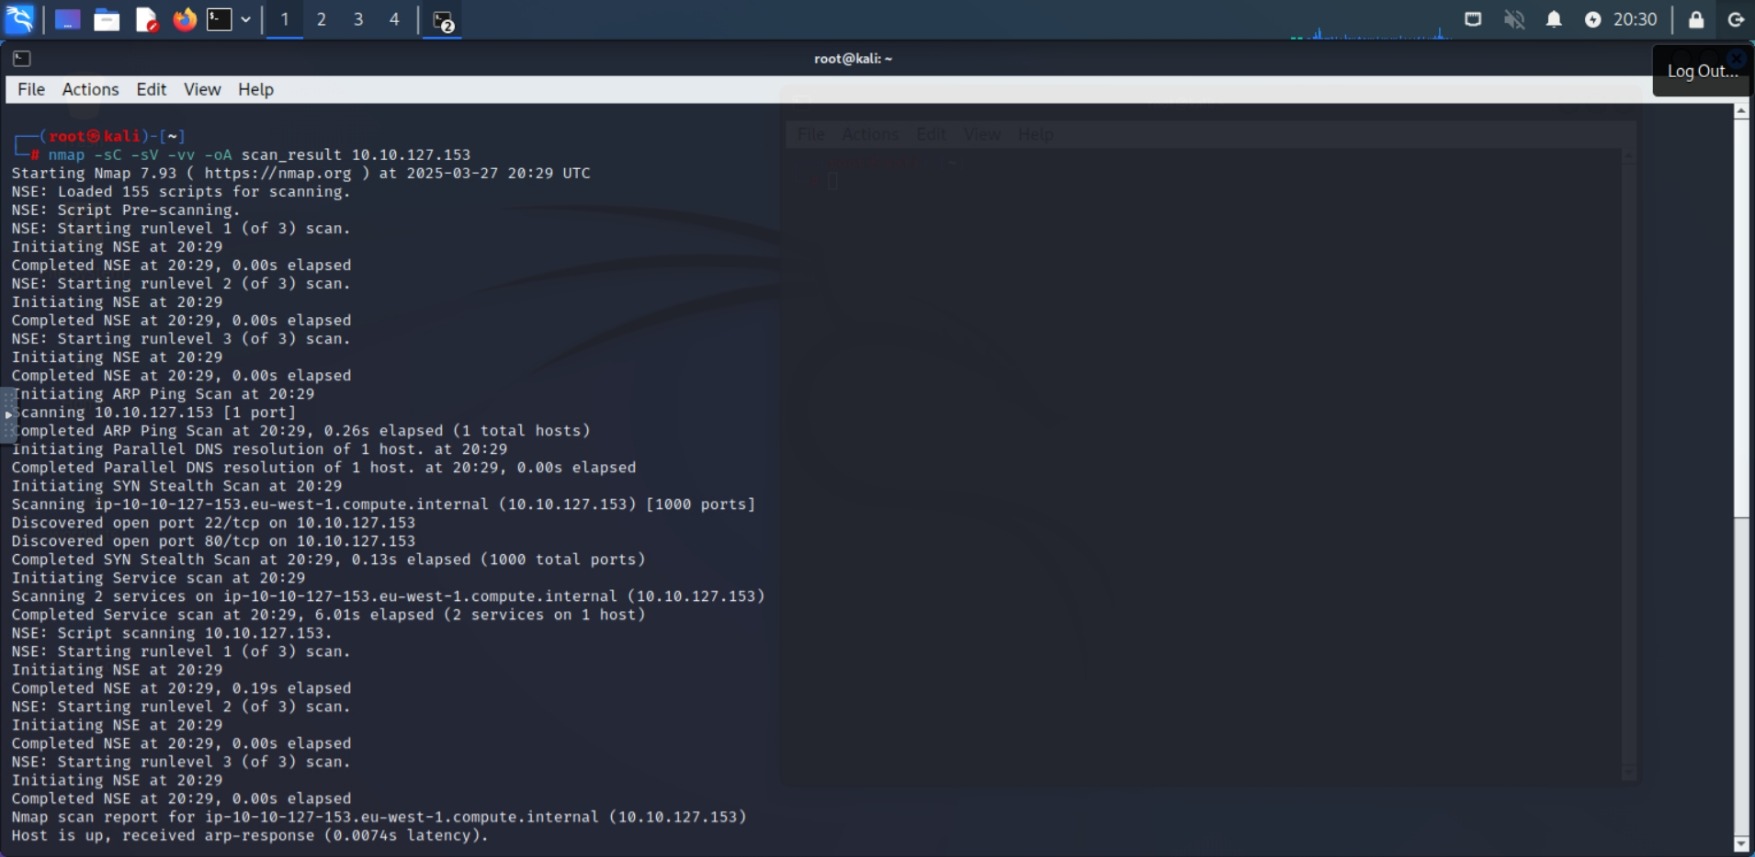 1 2 3 4 2 20:30
root@kali: ~
Log Out...
File Actions Edit View Help
File Actions Edit View Help
~
┌──(root㉿kali)-[~]
└─# nmap -sC -sV -vv -oA scan_result 10.10.127.153
Starting Nmap 7.93 ( https://nmap.org ) at 2025-03-27 20:29 UTC
NSE: Loaded 155 scripts for scanning.
NSE: Script Pre-scanning.
NSE: Starting runlevel 1 (of 3) scan.
Initiating NSE at 20:29
Completed NSE at 20:29, 0.00s elapsed
NSE: Starting runlevel 2 (of 3) scan.
Initiating NSE at 20:29
Completed NSE at 20:29, 0.00s elapsed
NSE: Starting runlevel 3 (of 3) scan.
Initiating NSE at 20:29
Completed NSE at 20:29, 0.00s elapsed
Initiating ARP Ping Scan at 20:29
Scanning 10.10.127.153 [1 port]
Completed ARP Ping Scan at 20:29, 0.26s elapsed (1 total hosts)
Initiating Parallel DNS resolution of 1 host. at 20:29
Completed Parallel DNS resolution of 1 host. at 20:29, 0.00s elapsed
Initiating SYN Stealth Scan at 20:29
Scanning ip-10-10-127-153.eu-west-1.compute.internal (10.10.127.153) [1000 ports]
Discovered open port 22/tcp on 10.10.127.153
Discovered open port 80/tcp on 10.10.127.153
Completed SYN Stealth Scan at 20:29, 0.13s elapsed (1000 total ports)
Initiating Service scan at 20:29
Scanning 2 services on ip-10-10-127-153.eu-west-1.compute.internal (10.10.127.153)
Completed Service scan at 20:29, 6.01s elapsed (2 services on 1 host)
NSE: Script scanning 10.10.127.153.
NSE: Starting runlevel 1 (of 3) scan.
Initiating NSE at 20:29
Completed NSE at 20:29, 0.19s elapsed
NSE: Starting runlevel 2 (of 3) scan.
Initiating NSE at 20:29
Completed NSE at 20:29, 0.00s elapsed
NSE: Starting runlevel 3 (of 3) scan.
Initiating NSE at 20:29
Completed NSE at 20:29, 0.00s elapsed
Nmap scan report for ip-10-10-127-153.eu-west-1.compute.internal (10.10.127.153)
Host is up, received arp-response (0.0074s latency).